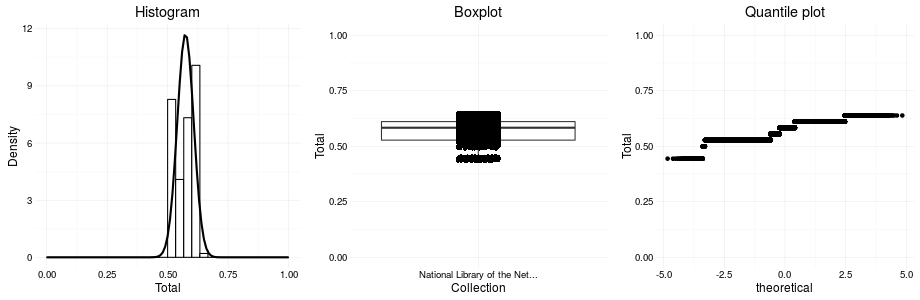 Histogram
Boxplot
Quantile plot
12
9
6
3
0
Density
0.00
0.25
0.50
0.75
1.00
Total
1.00
0.75
0.50
0.25
0.00
Total
National Library of the Net...
Collection
1.00
0.75
0.50
0.25
0.00
Total
-5.0
-2.5
0.0
2.5
5.0
theoretical